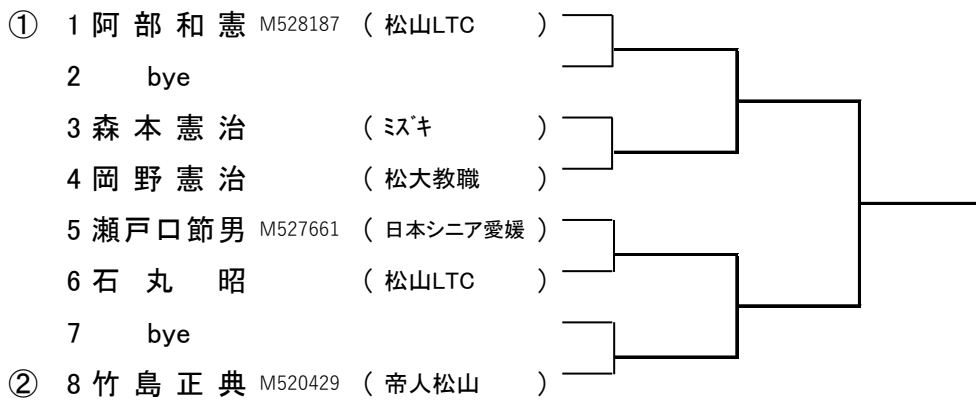 ① 1 阿部和憲 M528187 (松山LTC)
2 bye
3 森本憲治 (ﾐｽﾞｷ)
4 岡野憲治 (松大教職)
5 瀬戸口節男 M527661 (日本シニア愛媛)
6 石丸昭 (松山LTC)
7 bye
② 8 竹島正典 M520429 (帝人松山)